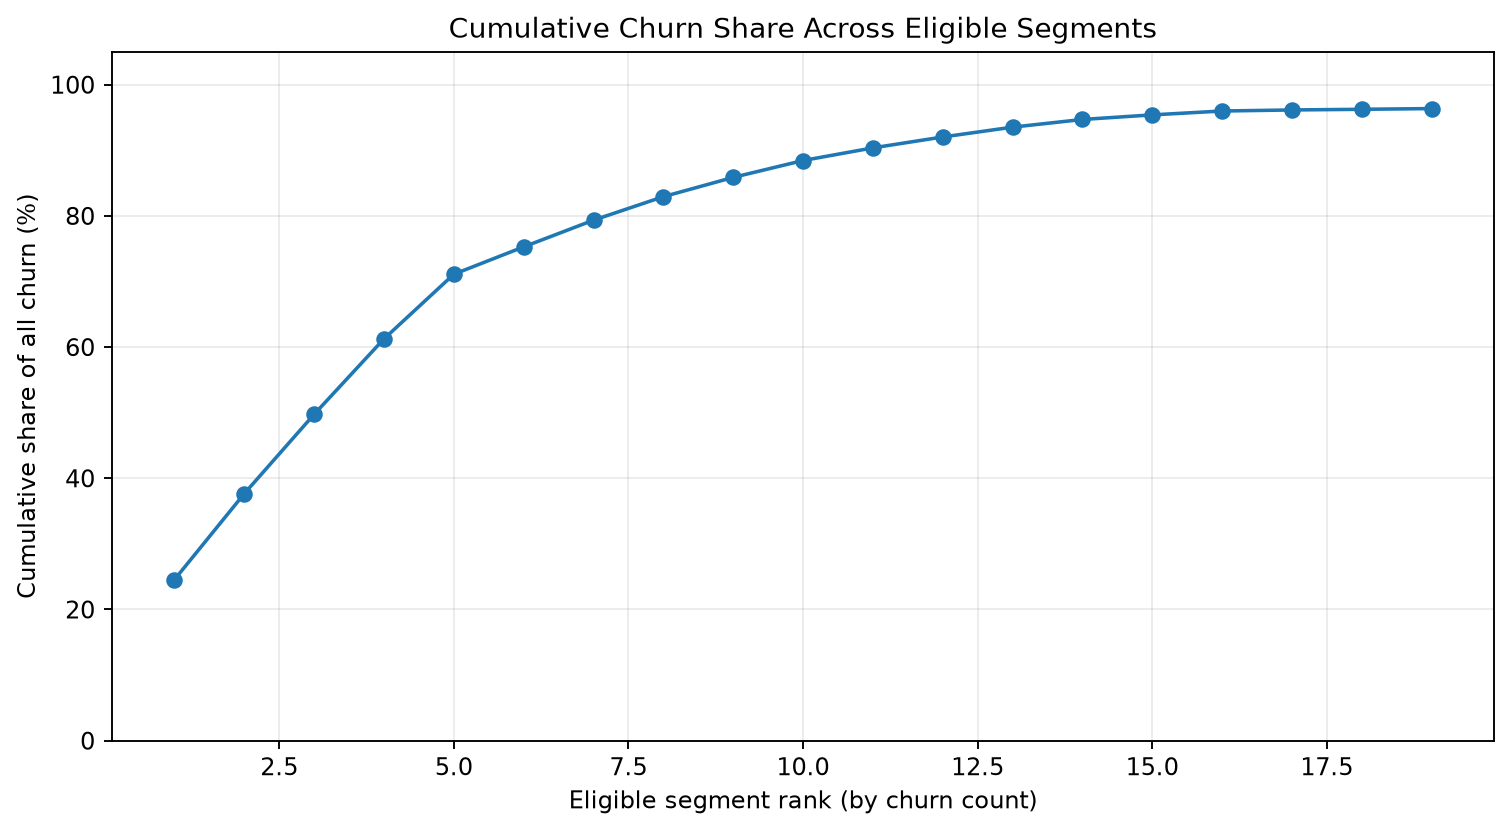 Cumulative Churn Share Across Eligible Segments
Cumulative share of all churn (%)
100
80
60
40
20
0
2.5 5.0 7.5 10.0 12.5 15.0 17.5
Eligible segment rank (by churn count)